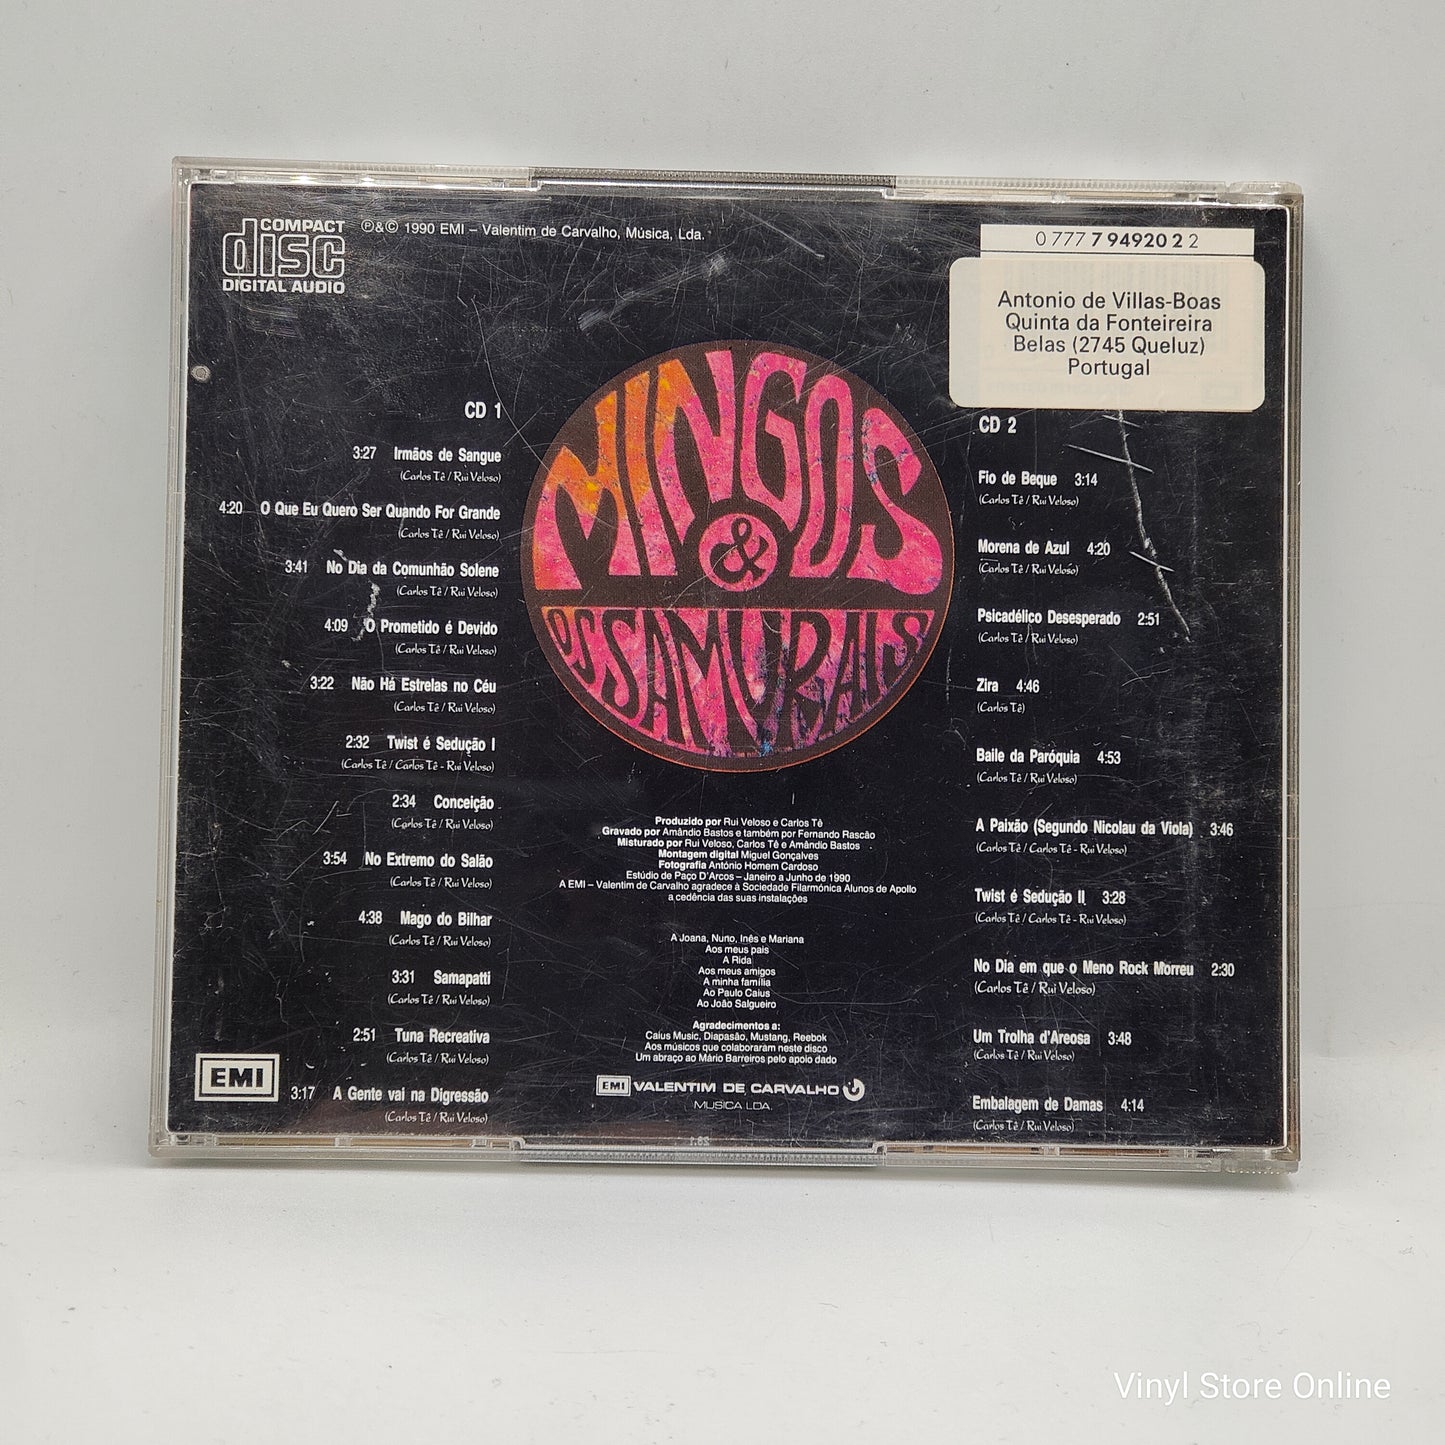 COMPACT
disc
DIGITAL AUDIO
℗&© 1990 EMI – Valentim de Carvalho, Música, Lda.
0 777 7 94920 2 2
Antonio de Villas-Boas
Quinta da Fonteireira
Belas (2745 Queluz)
Portugal
MINGOS
&
OS SAMURAIS
CD 1
3:27 Irmãos de Sangue
(Carlos Tê / Rui Veloso)
4:20 O Que Eu Quero Ser Quando For Grande
(Carlos Tê / Rui Veloso)
3:41 No Dia da Comunhão Solene
(Carlos Tê / Rui Veloso)
4:09 O Prometido é Devido
(Carlos Tê / Rui Veloso)
3:22 Não Há Estrelas no Céu
(Carlos Tê / Rui Veloso)
2:32 Twist é Sedução I
(Carlos Tê / Carlos Tê - Rui Veloso)
2:34 Conceição
(Carlos Tê / Rui Veloso)
3:54 No Extremo do Salão
(Carlos Tê / Rui Veloso)
4:38 Mago do Bilhar
(Carlos Tê / Rui Veloso)
3:31 Samapatti
(Carlos Tê / Rui Veloso)
2:51 Tuna Recreativa
(Carlos Tê / Rui Veloso)
3:17 A Gente vai na Digressão
(Carlos Tê / Rui Veloso)
EMI
Produzido por Rui Veloso e Carlos Tê
Gravado por Amândio Bastos e também por Fernando Rascão
Misturado por Rui Veloso, Carlos Tê e Amândio Bastos
Montagem digital Miguel Gonçalves
Fotografia António Homem Cardoso
Estúdio de Paço D'Arcos – Janeiro a Junho de 1990
A EMI – Valentim de Carvalho agradece à Sociedade Filarmónica Alunos de Apollo
a cedência das suas instalações
A Joana, Nuno, Inês e Mariana
Aos meus pais
A Rida
Aos meus amigos
A minha família
Ao Paulo Caius
Ao João Salgueiro
Agradecimentos a:
Caius Music, Diapasão, Mustang, Reebok
Aos músicos que colaboraram neste disco
Um abraço ao Mário Barreiros pelo apoio dado
EMI VALENTIM DE CARVALHO
MUSICA LDA.
CD 2
Fio de Beque 3:14
(Carlos Tê / Rui Veloso)
Morena de Azul 4:20
(Carlos Tê / Rui Veloso)
Psicadélico Desesperado 2:51
(Carlos Tê / Rui Veloso)
Zira 4:46
(Carlos Tê)
Baile da Paróquia 4:53
(Carlos Tê / Rui Veloso)
A Paixão (Segundo Nicolau da Viola) 3:46
(Carlos Tê / Carlos Tê - Rui Veloso)
Twist é Sedução II 3:28
(Carlos Tê / Carlos Tê - Rui Veloso)
No Dia em que o Meno Rock Morreu 2:30
(Carlos Tê / Rui Veloso)
Um Trolha d'Areosa 3:48
(Carlos Tê / Rui Veloso)
Embalagem de Damas 4:14
(Carlos Tê / Rui Veloso)
Vinyl Store Online